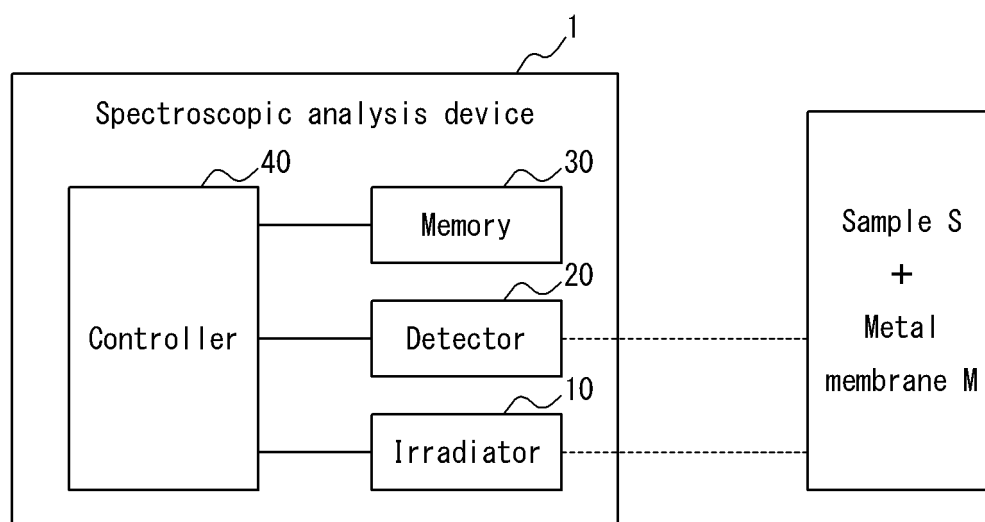 1
Spectroscopic analysis device
40
30
Memory
Sample S
+
Metal
membrane M
20
Controller
Detector
10
Irradiator